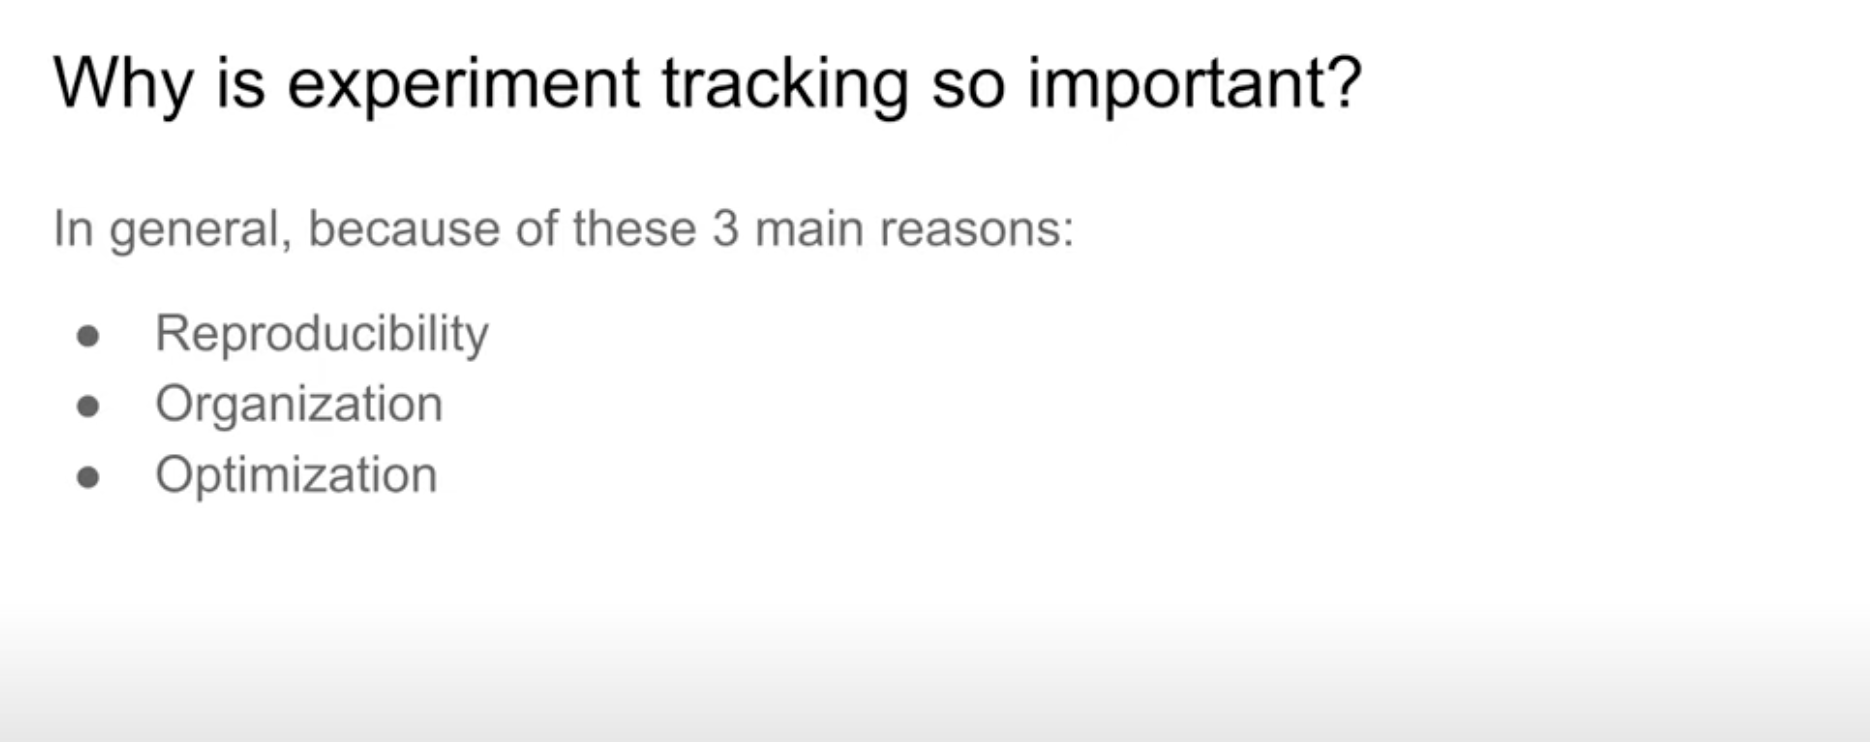 Why is experiment tracking so important?
In general, because of these 3 main reasons:
● Reproducibility
● Organization
● Optimization